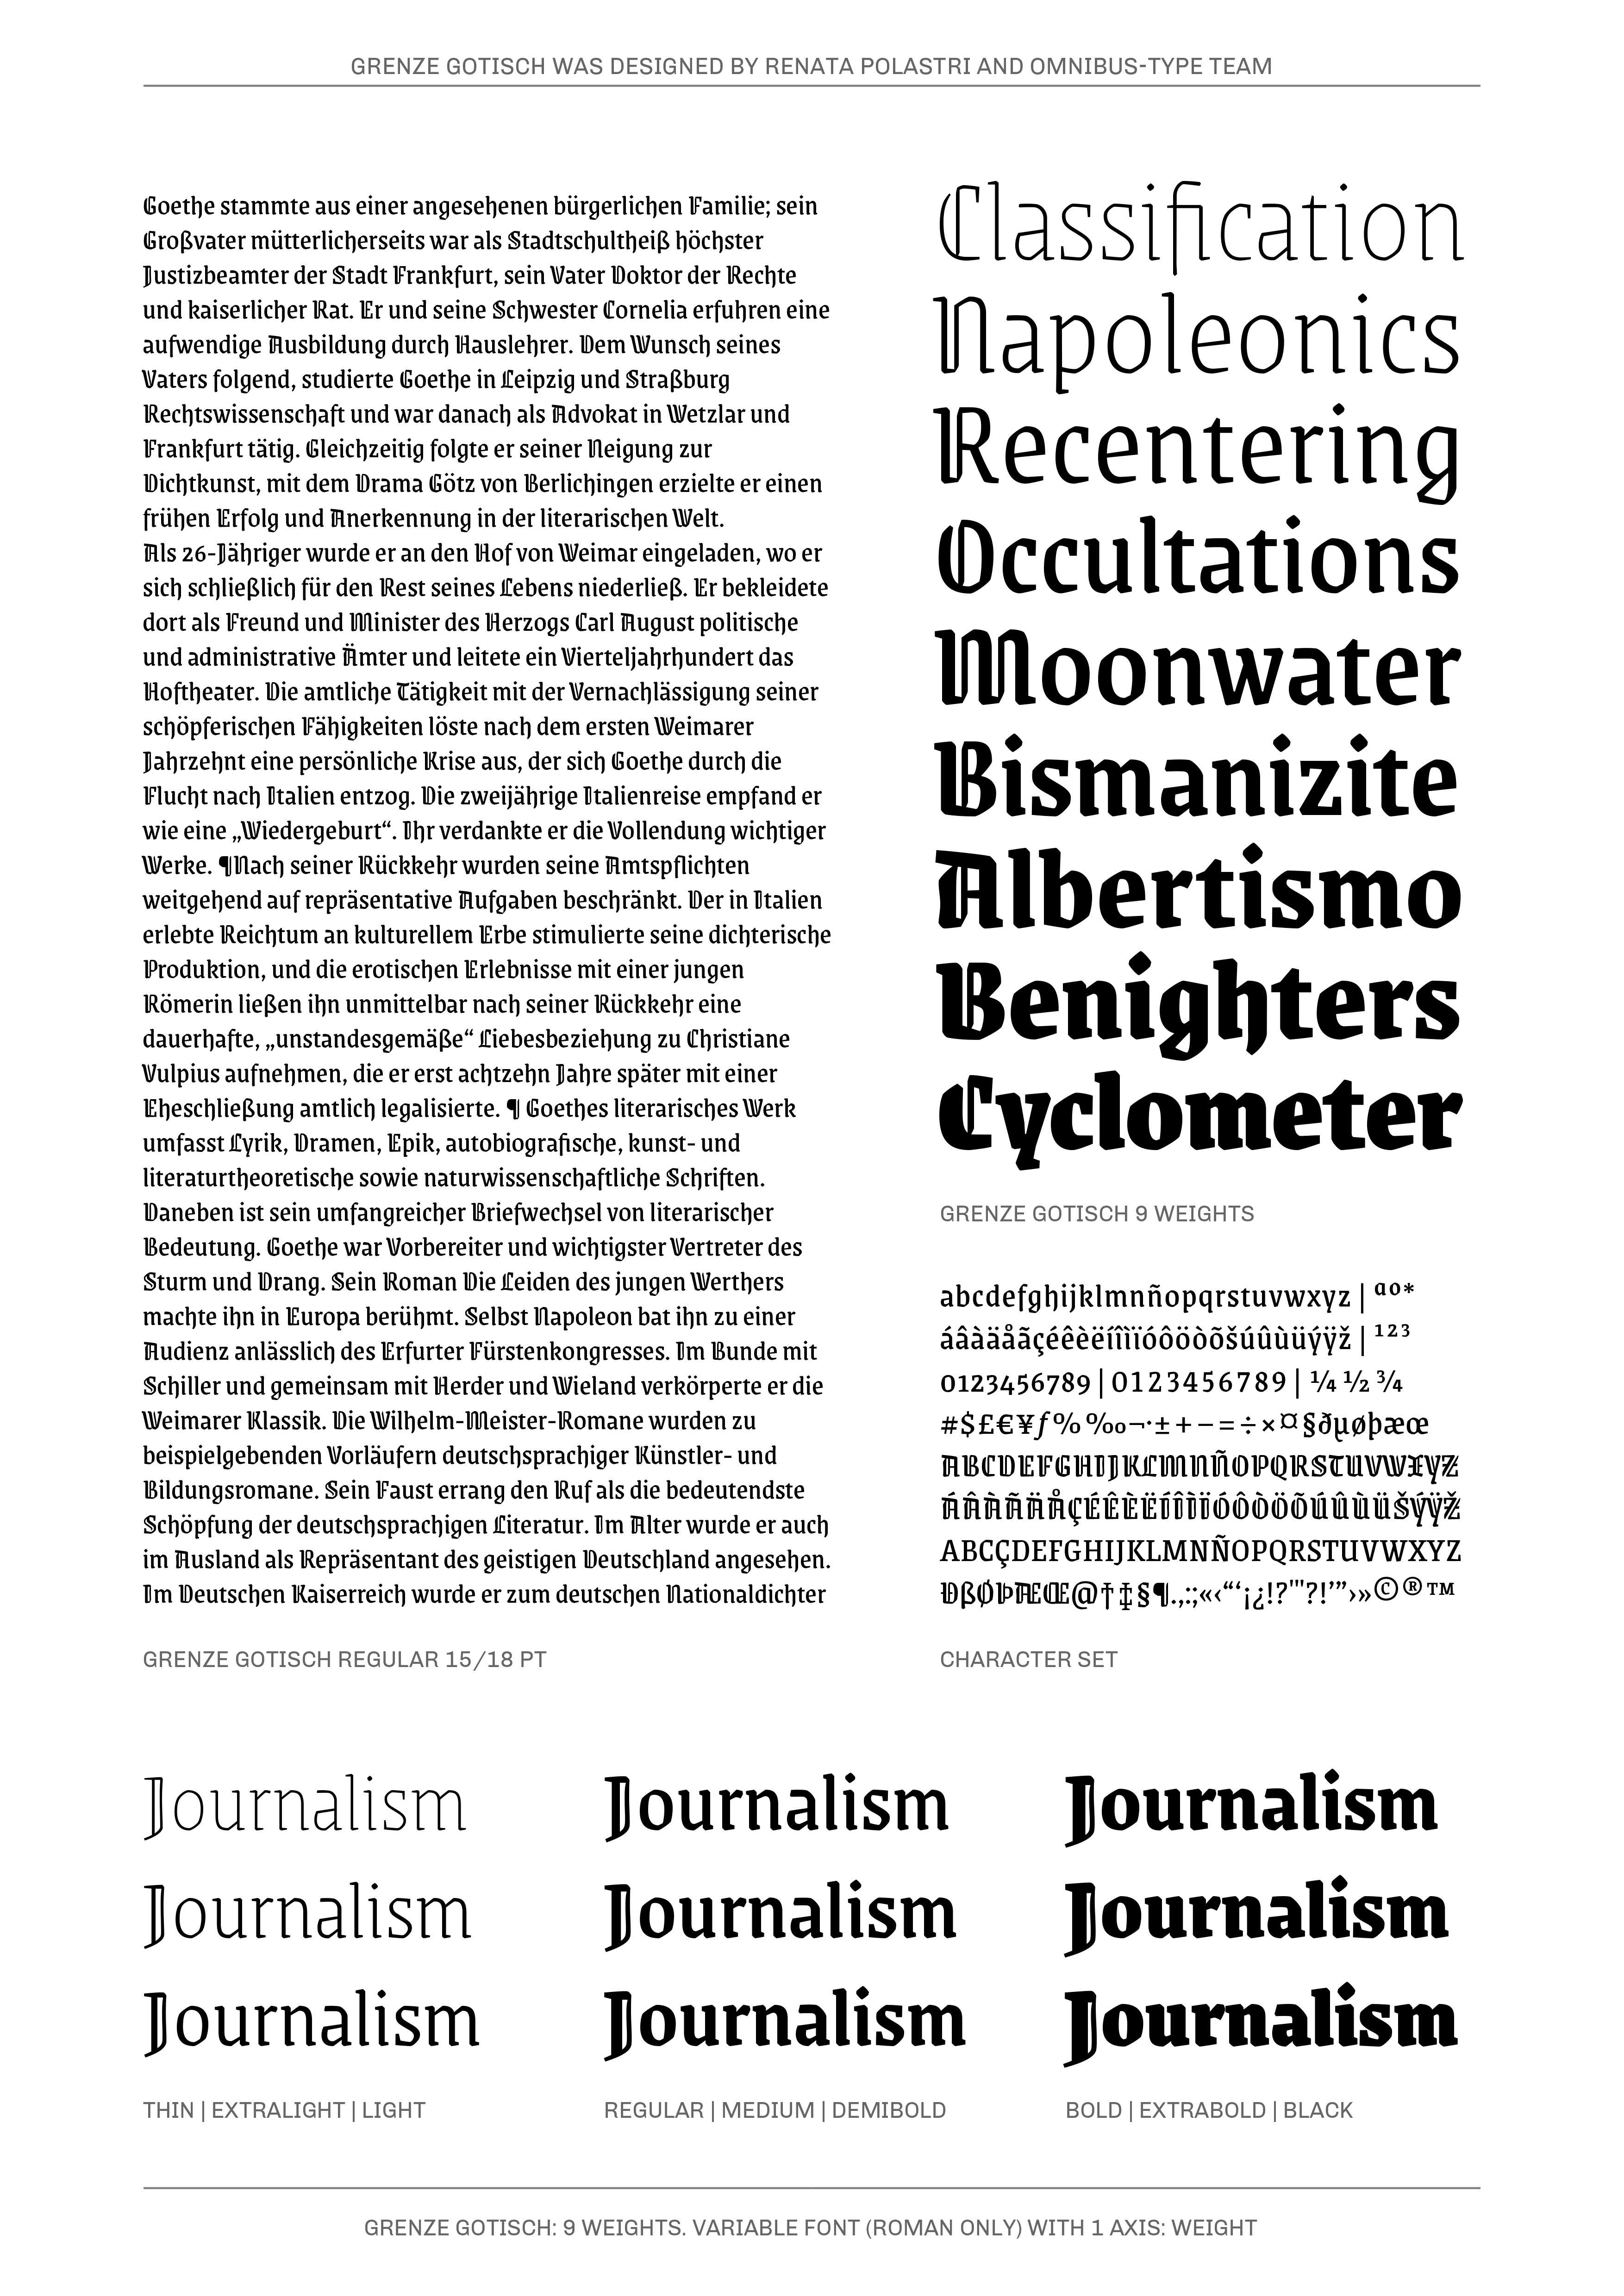 GRENZE GOTISCH WAS DESIGNED BY RENATA POLASTRI AND OMNIBUS-TYPE TEAM
Goethe stammte aus einer angesehenen bürgerlichen Familie; sein
Großvater mütterlicherseits war als Stadtschultheiß höchster
Justizbeamter der Stadt Frankfurt, sein Vater Doktor der Rechte
und kaiserlicher Rat. Er und seine Schwester Cornelia erfuhren eine
aufwendige Ausbildung durch Hauslehrer. Dem Wunsch seines
Vaters folgend, studierte Goethe in Leipzig und Straßburg
Rechtswissenschaft und war danach als Advokat in Wetzlar und
Frankfurt tätig. Gleichzeitig folgte er seiner Neigung zur
Dichtkunst, mit dem Drama Götz von Berlichingen erzielte er einen
frühen Erfolg und Anerkennung in der literarischen Welt.
Als 26-Jähriger wurde er an den Hof von Weimar eingeladen, wo er
sich schließlich für den Rest seines Lebens niederließ. Er bekleidete
dort als Freund und Minister des Herzogs Carl August politische
und administrative Ämter und leitete ein Vierteljahrhundert das
Hoftheater. Die amtliche Tätigkeit mit der Vernachlässigung seiner
schöpferischen Fähigkeiten löste nach dem ersten Weimarer
Jahrzehnt eine persönliche Krise aus, der sich Goethe durch die
Flucht nach Italien entzog. Die zweijährige Italienreise empfand er
wie eine „Wiedergeburt“. Ihr verdankte er die Vollendung wichtiger
Werke. ¶Nach seiner Rückkehr wurden seine Amtspflichten
weitgehend auf repräsentative Aufgaben beschränkt. Der in Italien
erlebte Reichtum an kulturellem Erbe stimulierte seine dichterische
Produktion, und die erotischen Erlebnisse mit einer jungen
Römerin ließen ihn unmittelbar nach seiner Rückkehr eine
dauerhafte, „unstandesgemäße“ Liebesbeziehung zu Christiane
Vulpius aufnehmen, die er erst achtzehn Jahre später mit einer
Eheschließung amtlich legalisierte. ¶ Goethes literarisches Werk
umfasst Lyrik, Dramen, Epik, autobiografische, kunst- und
literaturtheoretische sowie naturwissenschaftliche Schriften.
Daneben ist sein umfangreicher Briefwechsel von literarischer
Bedeutung. Goethe war Vorbereiter und wichtigster Vertreter des
Sturm und Drang. Sein Roman Die Leiden des jungen Werthers
machte ihn in Europa berühmt. Selbst Napoleon bat ihn zu einer
Audienz anlässlich des Erfurter Fürstenkongresses. Im Bunde mit
Schiller und gemeinsam mit Herder und Wieland verkörperte er die
Weimarer Klassik. Die Wilhelm-Meister-Romane wurden zu
beispielgebenden Vorläufern deutschsprachiger Künstler- und
Bildungsromane. Sein Faust errang den Ruf als die bedeutendste
Schöpfung der deutschsprachigen Literatur. Im Alter wurde er auch
im Ausland als Repräsentant des geistigen Deutschland angesehen.
Im Deutschen Kaiserreich wurde er zum deutschen Nationaldichter
GRENZE GOTISCH REGULAR 15/18 PT
Classification
Napoleonics
Recentering
Occultations
Moonwater
Bismanizite
Albertismo
Benighters
Cyclometer
GRENZE GOTISCH 9 WEIGHTS
abcdefghijklmnñopqrstuvwxyz | ªº*
áâàäåãçéêèëíîìïóôöòõšúûùüýÿž | ¹²³
0123456789 | 0123456789 | ¼ ½ ¾
#$£€¥ƒ%‰¬·±+−=÷×¤§ðµøþæœ
ABCDEFGHIJKLMNÑOPQRSTUVWXYZ
ÁÂÀÃÄÅÇÉÊÈËÍÎÌÏÓÔÒÖÕÚÛÙÜŠÝŸŽ
ABCÇDEFGHIJKLMNÑOPQRSTUVWXYZ
ÐßØÞÆŒ@†‡§¶.,:;«‹“‘¡¿!?'"?!’”›»©®™
CHARACTER SET
Journalism
Journalism
Journalism
THIN | EXTRALIGHT | LIGHT
Journalism
Journalism
Journalism
REGULAR | MEDIUM | DEMIBOLD
Journalism
Journalism
Journalism
BOLD | EXTRABOLD | BLACK
GRENZE GOTISCH: 9 WEIGHTS. VARIABLE FONT (ROMAN ONLY) WITH 1 AXIS: WEIGHT